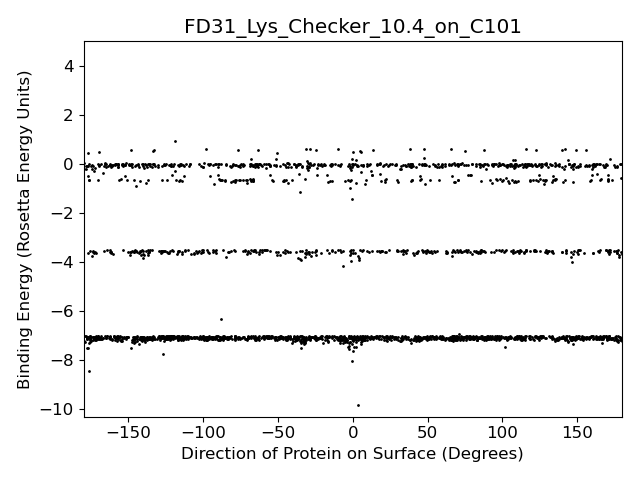 FD31_Lys_Checker_10.4_on_C101
Binding Energy (Rosetta Energy Units)
4
2
0
−2
−4
−6
−8
−10
−150 −100 −50 0 50 100 150
Direction of Protein on Surface (Degrees)